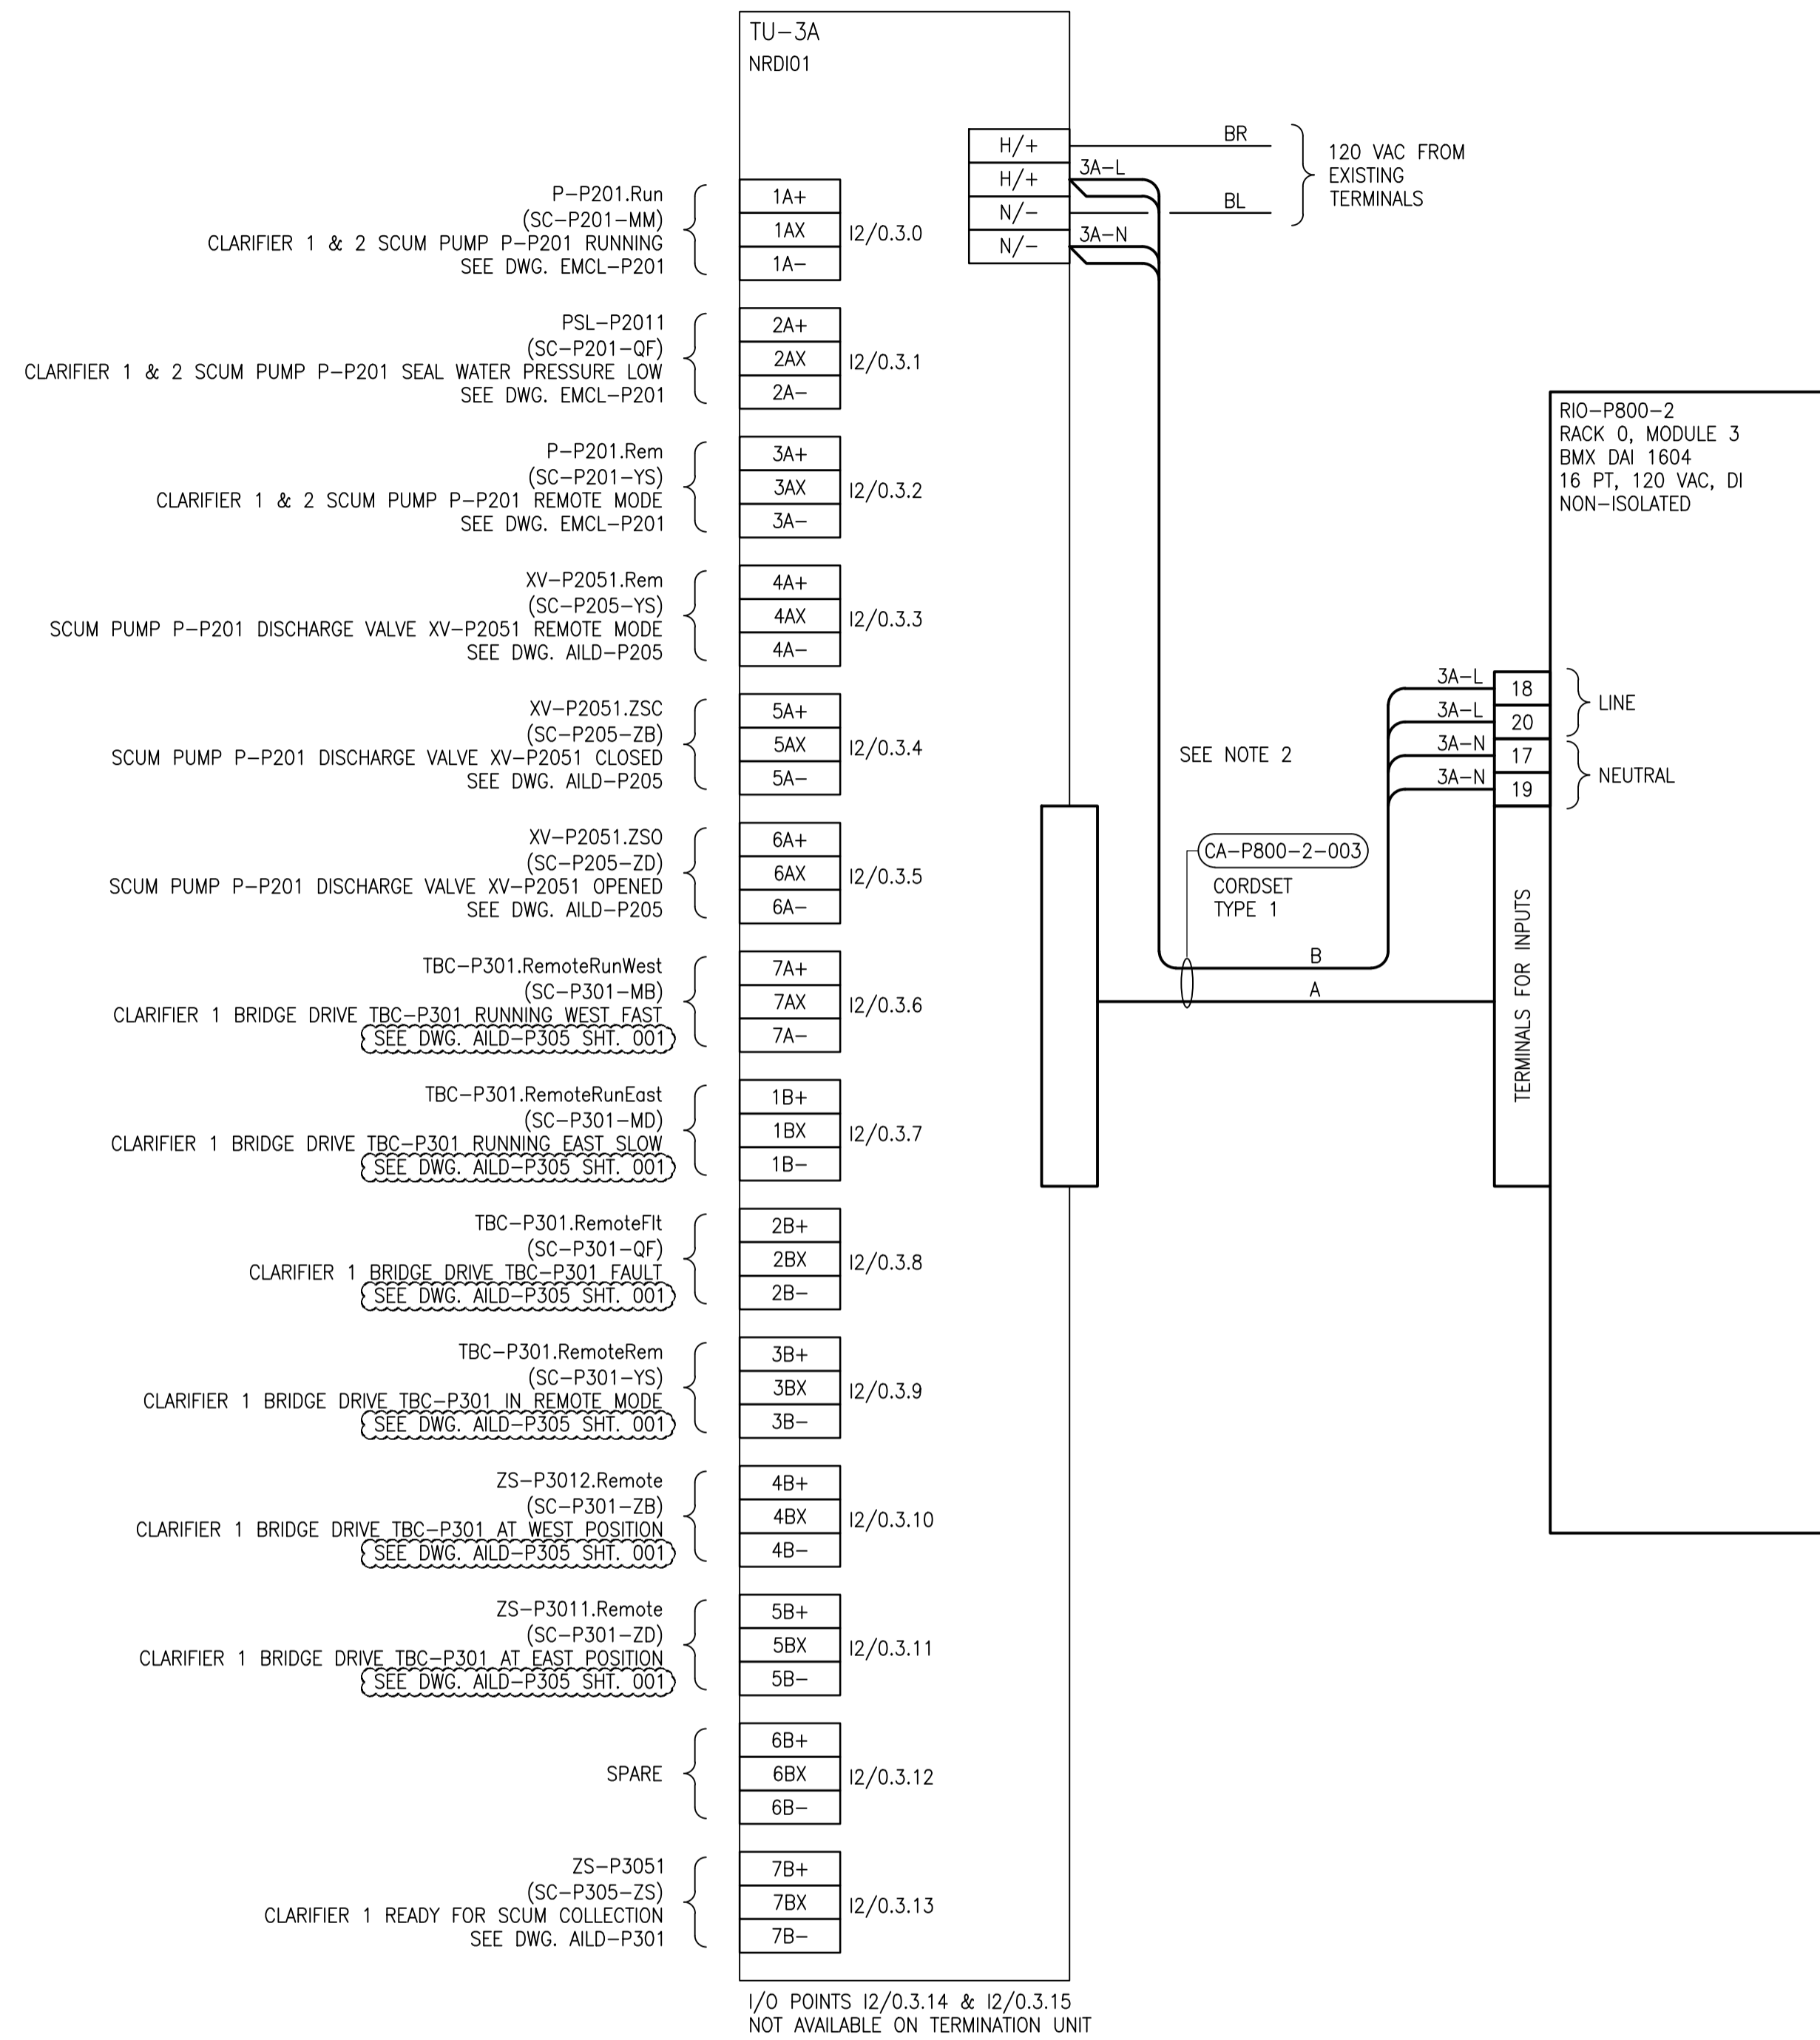 TU-3A
NRDI01
H/+
H/+
N/-
N/-
BR
3A-L
BL
3A-N
120 VAC FROM
EXISTING
TERMINALS
P-P201.Run
(SC-P201-MM)
CLARIFIER 1 & 2 SCUM PUMP P-P201 RUNNING
SEE DWG. EMCL-P201
1A+
1AX
1A-
I2/0.3.0
PSL-P2011
(SC-P201-QF)
CLARIFIER 1 & 2 SCUM PUMP P-P201 SEAL WATER PRESSURE LOW
SEE DWG. EMCL-P201
2A+
2AX
2A-
I2/0.3.1
P-P201.Rem
(SC-P201-YS)
CLARIFIER 1 & 2 SCUM PUMP P-P201 REMOTE MODE
SEE DWG. EMCL-P201
3A+
3AX
3A-
I2/0.3.2
XV-P2051.Rem
(SC-P205-YS)
SCUM PUMP P-P201 DISCHARGE VALVE XV-P2051 REMOTE MODE
SEE DWG. AILD-P205
4A+
4AX
4A-
I2/0.3.3
XV-P2051.ZSC
(SC-P205-ZB)
SCUM PUMP P-P201 DISCHARGE VALVE XV-P2051 CLOSED
SEE DWG. AILD-P205
5A+
5AX
5A-
I2/0.3.4
XV-P2051.ZSO
(SC-P205-ZD)
SCUM PUMP P-P201 DISCHARGE VALVE XV-P2051 OPENED
SEE DWG. AILD-P205
6A+
6AX
6A-
I2/0.3.5
TBC-P301.RemoteRunWest
(SC-P301-MB)
CLARIFIER 1 BRIDGE DRIVE TBC-P301 RUNNING WEST FAST
SEE DWG. AILD-P305 SHT. 001
7A+
7AX
7A-
I2/0.3.6
TBC-P301.RemoteRunEast
(SC-P301-MD)
CLARIFIER 1 BRIDGE DRIVE TBC-P301 RUNNING EAST SLOW
SEE DWG. AILD-P305 SHT. 001
1B+
1BX
1B-
I2/0.3.7
TBC-P301.RemoteFlt
(SC-P301-QF)
CLARIFIER 1 BRIDGE DRIVE TBC-P301 FAULT
SEE DWG. AILD-P305 SHT. 001
2B+
2BX
2B-
I2/0.3.8
TBC-P301.RemoteRem
(SC-P301-YS)
CLARIFIER 1 BRIDGE DRIVE TBC-P301 IN REMOTE MODE
SEE DWG. AILD-P305 SHT. 001
3B+
3BX
3B-
I2/0.3.9
ZS-P3012.Remote
(SC-P301-ZB)
CLARIFIER 1 BRIDGE DRIVE TBC-P301 AT WEST POSITION
SEE DWG. AILD-P305 SHT. 001
4B+
4BX
4B-
I2/0.3.10
ZS-P3011.Remote
(SC-P301-ZD)
CLARIFIER 1 BRIDGE DRIVE TBC-P301 AT EAST POSITION
SEE DWG. AILD-P305 SHT. 001
5B+
5BX
5B-
I2/0.3.11
SPARE
6B+
6BX
6B-
I2/0.3.12
ZS-P3051
(SC-P305-ZS)
CLARIFIER 1 READY FOR SCUM COLLECTION
SEE DWG. AILD-P301
7B+
7BX
7B-
I2/0.3.13
I/O POINTS I2/0.3.14 & I2/0.3.15
NOT AVAILABLE ON TERMINATION UNIT
SEE NOTE 2
CA-P800-2-003
CORDSET
TYPE 1
B
A
RIO-P800-2
RACK 0, MODULE 3
BMX DAI 1604
16 PT, 120 VAC, DI
NON-ISOLATED
3A-L
18
3A-L
20
LINE
3A-N
17
3A-N
19
NEUTRAL
TERMINALS FOR INPUTS